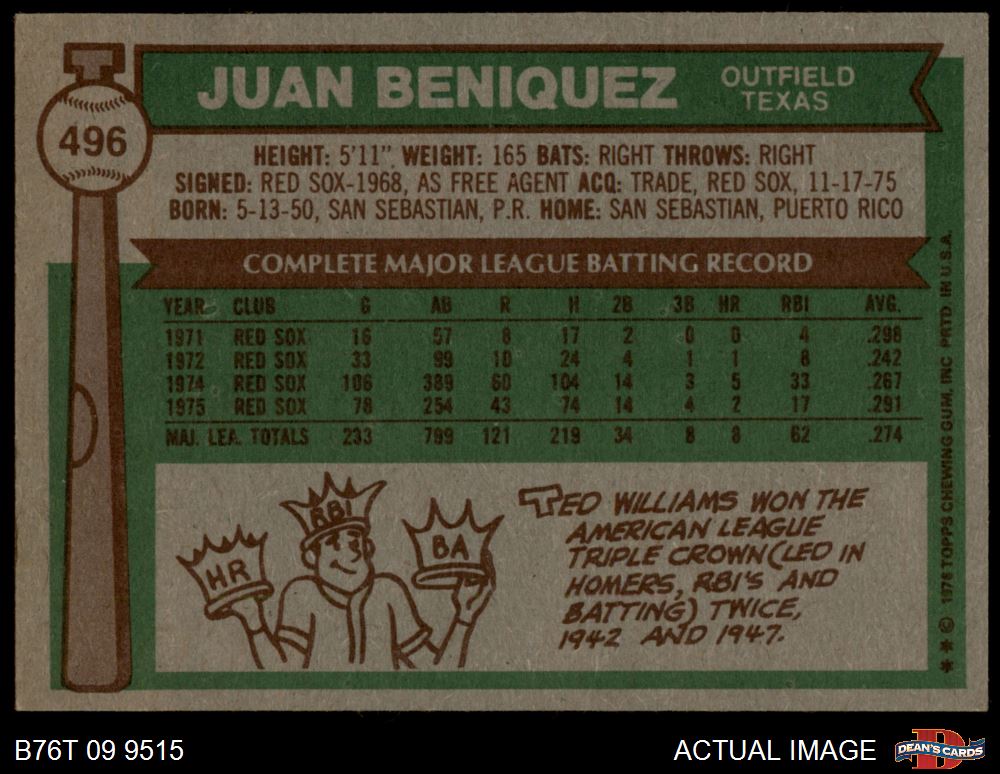 496
JUAN BENIQUEZ
OUTFIELD
TEXAS
HEIGHT: 5'11". WEIGHT: 165 BATS: RIGHT THROWS: RIGHT
SIGNED: RED SOX-1968, AS FREE AGENT ACQ: TRADE, RED SOX, 11-17-75
BORN: 5-13-50, SAN SEBASTIAN, P.R. HOME: SAN SEBASTIAN, PUERTO RICO
COMPLETE MAJOR LEAGUE BATTING RECORD
YEAR CLUB G AB R H 2B 3B HR RBI AVG.
1971 RED SOX 16 57 8 17 2 0 0 4 .298
1972 RED SOX 33 99 10 24 4 1 1 8 .242
1974 RED SOX 106 389 60 104 14 3 5 33 .267
1975 RED SOX 78 254 43 74 14 4 2 17 .291
MAJ. LEA. TOTALS 233 799 121 219 34 8 8 62 .274
HR
RBI
BA
TED WILLIAMS WON THE
AMERICAN LEAGUE
TRIPLE CROWN (LED IN
HOMERS, RBI'S AND
BATTING) TWICE,
1942 AND 1947.
* * © 1976 TOPPS CHEWING GUM, INC PRTD. IN U.S.A.
B76T 09 9515
ACTUAL IMAGE
D
DEAN'S CARDS